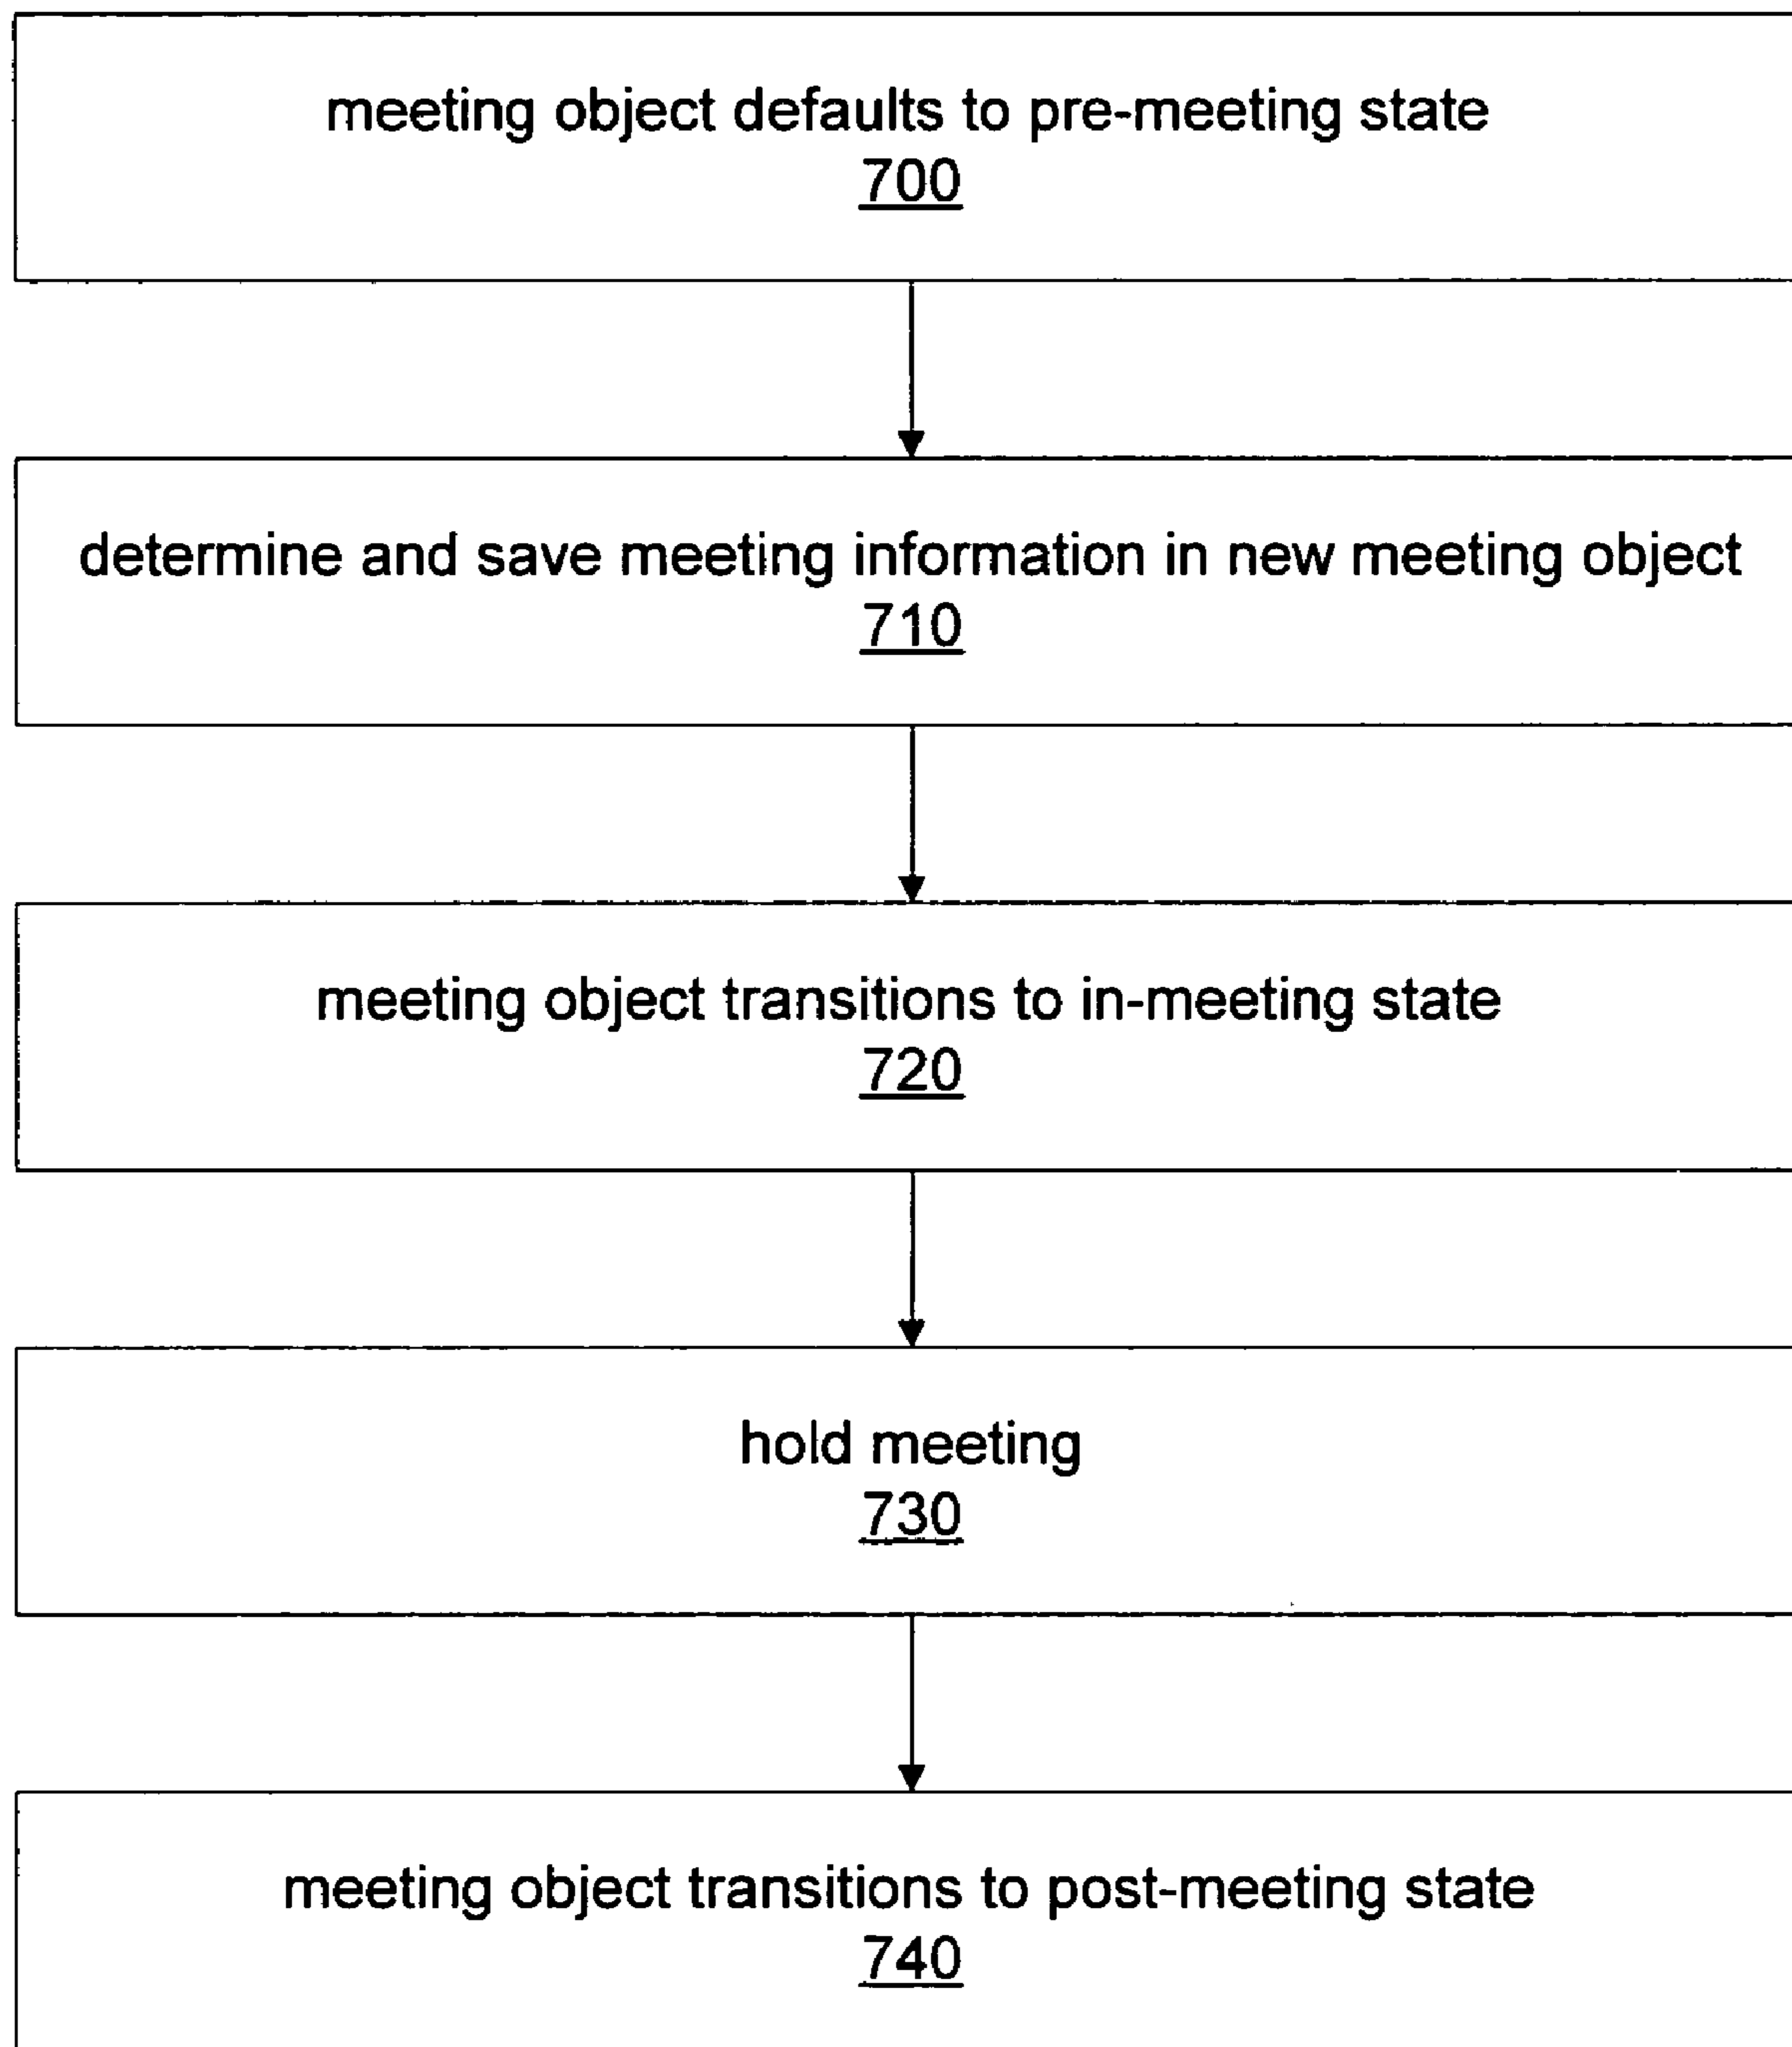 meeting object defaults to pre-meeting state
700
determine and save meeting information in new meeting object
710
meeting object transitions to in-meeting state
720
hold meeting
730
meeting object transitions to post-meeting state
740